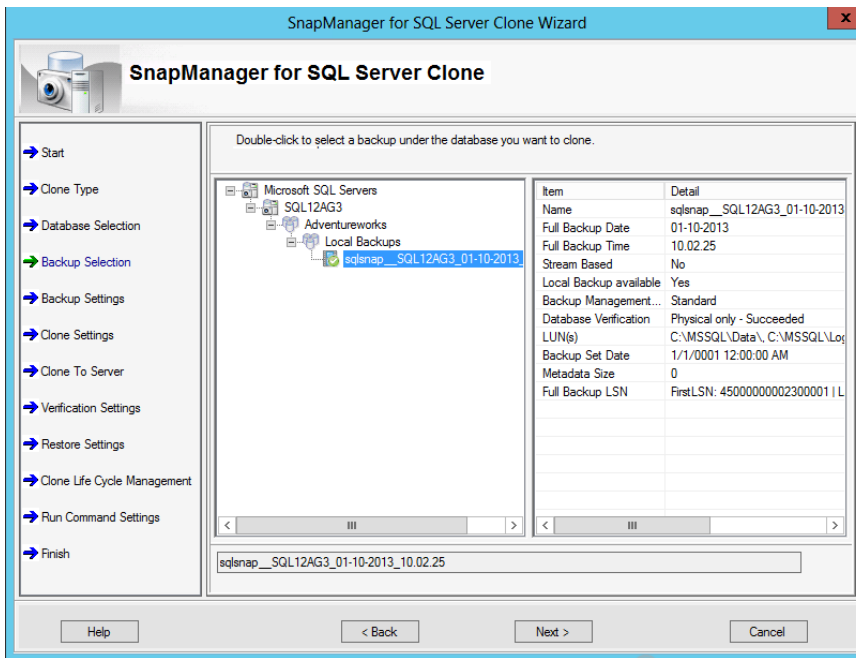 SnapManager for SQL Server Clone Wizard
x
SnapManager for SQL Server Clone
Start
Clone Type
Database Selection
Backup Selection
Backup Settings
Clone Settings
Clone To Server
Verification Settings
Restore Settings
Clone Life Cycle Management
Run Command Settings
Finish
Double-click to select a backup under the database you want to clone.
Microsoft SQL Servers
SQL12AG3
Adventureworks
Local Backups
sqlsnap__SQL12AG3_01-10-2013_
Item Detail
Name sqlsnap__SQL12AG3_01-10-2013
Full Backup Date 01-10-2013
Full Backup Time 10.02.25
Stream Based No
Local Backup available Yes
Backup Management... Standard
Database Verification Physical only - Succeeded
LUN(s) C:\MSSQL\Data\, C:\MSSQL\Log
Backup Set Date 1/1/0001 12:00:00 AM
Metadata Size 0
Full Backup LSN FirstLSN: 45000000002300001 | L
sqlsnap__SQL12AG3_01-10-2013_10.02.25
Help < Back Next > Cancel